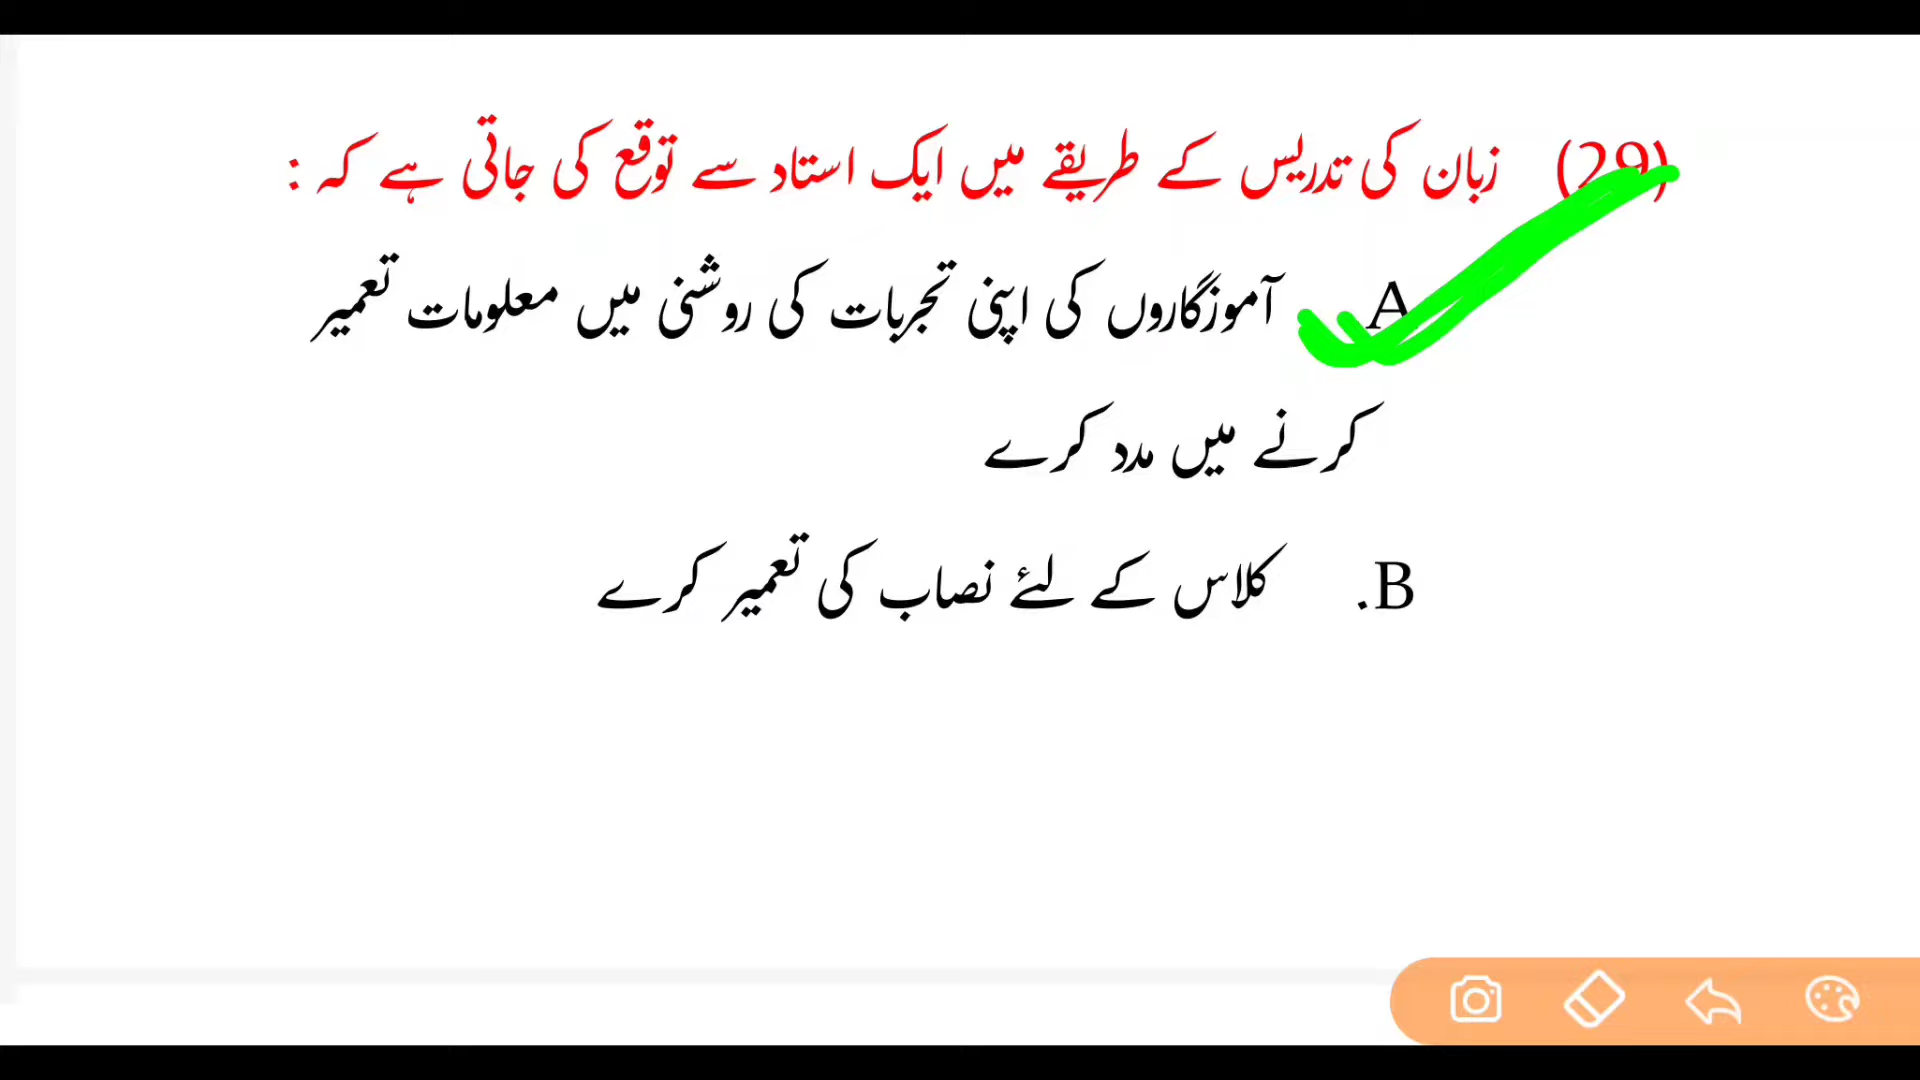 (29) زبان کی تدریس کے طریقے میں ایک استاد سے توقع کی جاتی ہے کہ :
A. آموزگاروں کی اپنی تجربات کی روشنی میں معلومات تعمیر
کرنے میں مدد کرے
B. کلاس کے لئے نصاب کی تعمیر کرے